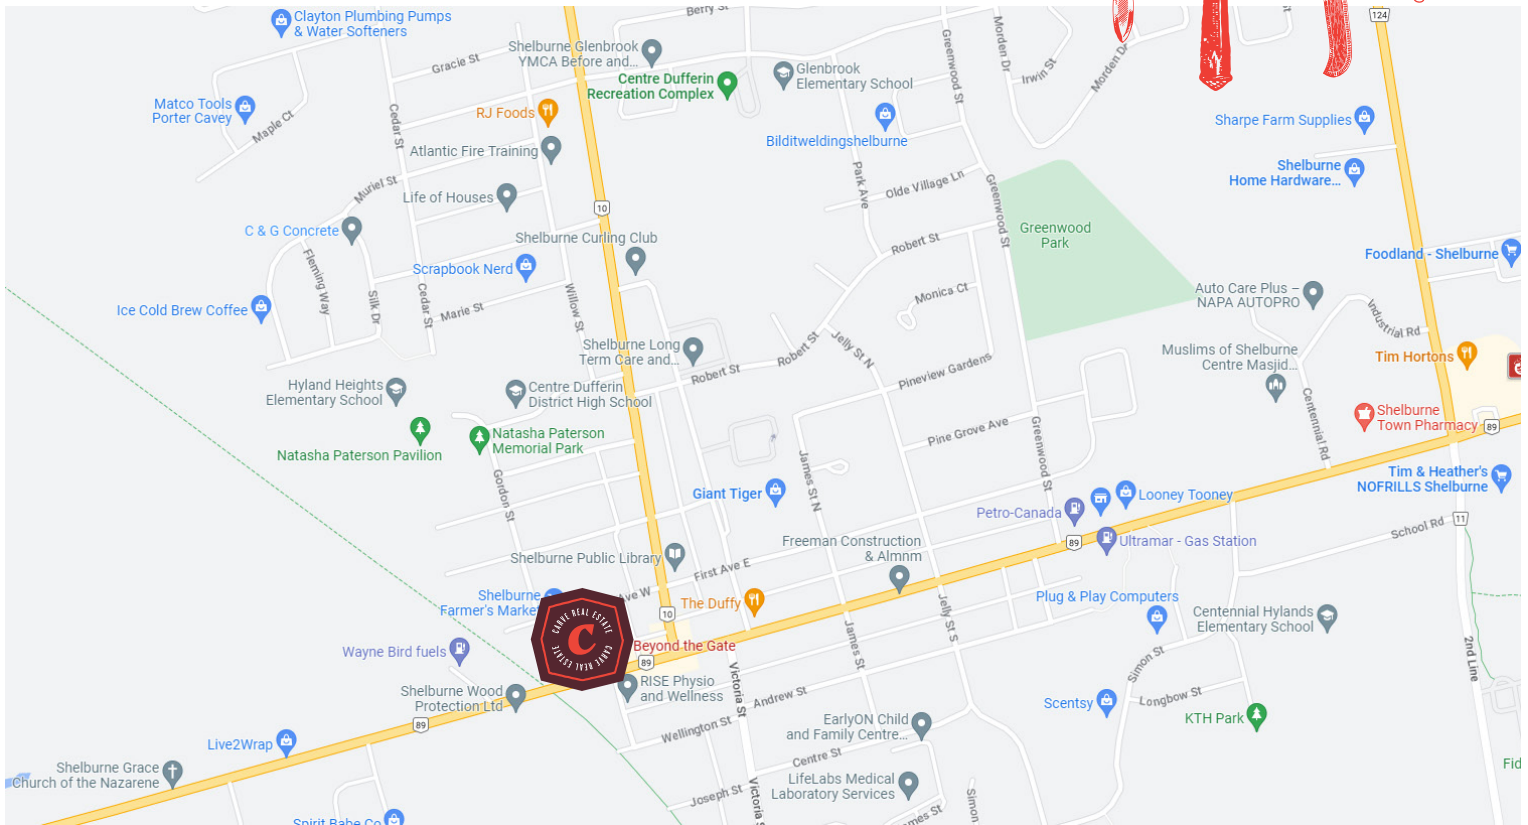 Clayton Plumbing Pumps
& Water Softeners
Berry St
124
Shelburne Glenbrook
YMCA Before and...
Gracie St
Glenbrook
Elementary School
Greenwood St
Morden Dr
Irwin St
Morden Dr
Centre Dufferin
Recreation Complex
Matco Tools
Porter Cavey
Maple Ct
Cedar St
RJ Foods
Bilditweldingshelburne
Sharpe Farm Supplies
Atlantic Fire Training
Shelburne
Home Hardware...
Muriel St
Life of Houses
Park Ave
Olde Village Ln
Greenwood St
10
C & G Concrete
Shelburne Curling Club
Robert St
Greenwood
Park
Foodland - Shelburne
Fleming Way
Scrapbook Nerd
Silk Dr
Cedar St
Marie St
Willow St
Monica Ct
Auto Care Plus –
NAPA AUTOPRO
Ice Cold Brew Coffee
Industrial Rd
Shelburne Long
Term Care and...
Robert St
Robert St
Jelly St N
Pineview Gardens
Muslims of Shelburne
Centre Masjid...
Tim Hortons
Hyland Heights
Elementary School
Centre Dufferin
District High School
Centennial Rd
Shelburne
Town Pharmacy
89
Natasha Paterson Pavilion
Natasha Paterson
Memorial Park
Pine Grove Ave
Greenwood St
Gordon St
James St N
Giant Tiger
Looney Tooney
Tim & Heather's
NOFRILLS Shelburne
Petro-Canada
11
School Rd
Shelburne Public Library
Freeman Construction
& Almnm
89
Ultramar - Gas Station
First Ave E
Shelburne
Farmer's Market
Ave W
The Duffy
10
Plug & Play Computers
Centennial Hylands
Elementary School
CARVE REAL ESTATE
C
CARVE REAL ESTATE
Beyond the Gate
89
James St
Jelly St S
2nd Line
Wayne Bird fuels
Simon St
Shelburne Wood
Protection Ltd
RISE Physio
and Wellness
Victoria St
Andrew St
Longbow St
Scentsy
KTH Park
89
Wellington St
EarlyON Child
and Family Centre...
Live2Wrap
Centre St
Fid
Shelburne Grace
Church of the Nazarene
Joseph St
Victoria S
LifeLabs Medical
Laboratory Services
Simon
mes St
Spirit Babe Co